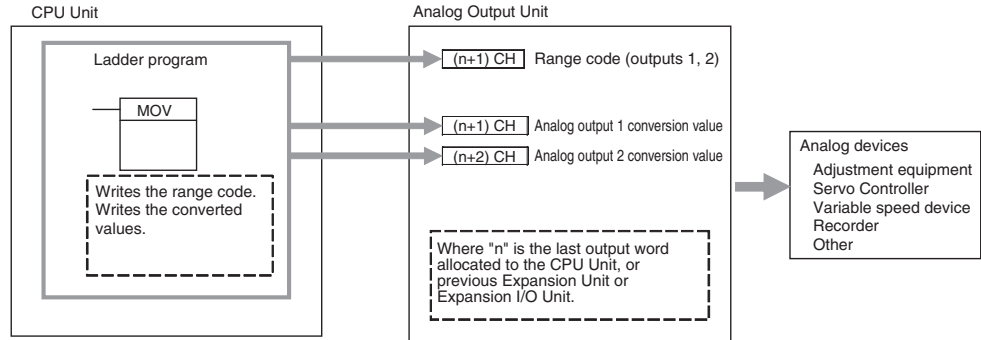 CPU Unit
Analog Output Unit
Ladder program
MOV
Writes the range code.
Writes the converted
values.
(n+1) CH Range code (outputs 1, 2)
(n+1) CH Analog output 1 conversion value
(n+2) CH Analog output 2 conversion value
Where "n" is the last output word
allocated to the CPU Unit, or
previous Expansion Unit or
Expansion I/O Unit.
Analog devices
Adjustment equipment
Servo Controller
Variable speed device
Recorder
Other